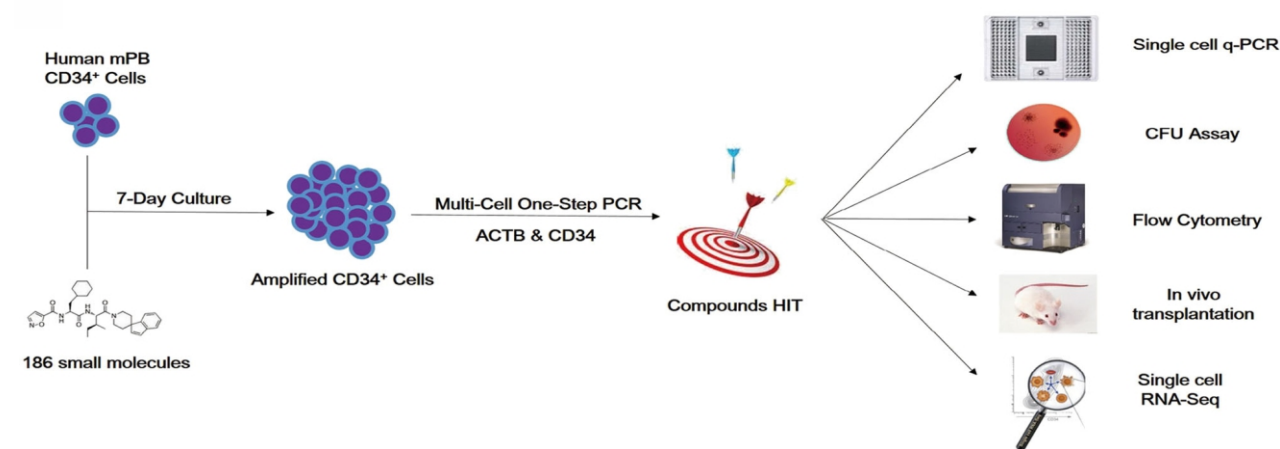 Human mPB
CD34⁺ Cells
7-Day Culture
186 small molecules
Amplified CD34⁺ Cells
Multi-Cell One-Step PCR
ACTB & CD34
Compounds HIT
Single cell q-PCR
CFU Assay
Flow Cytometry
In vivo
transplantation
Single cell
RNA-Seq
O
N
O
N
H
O
H
N
O
N